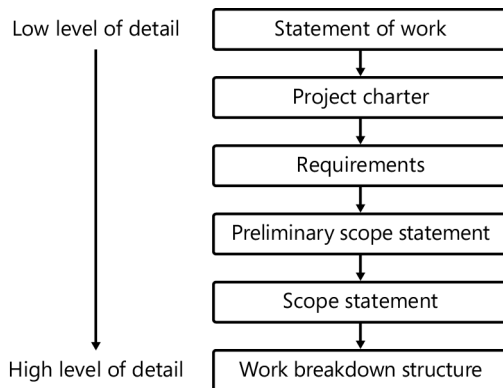 Low level of detail
Statement of work
Project charter
Requirements
Preliminary scope statement
Scope statement
High level of detail
Work breakdown structure